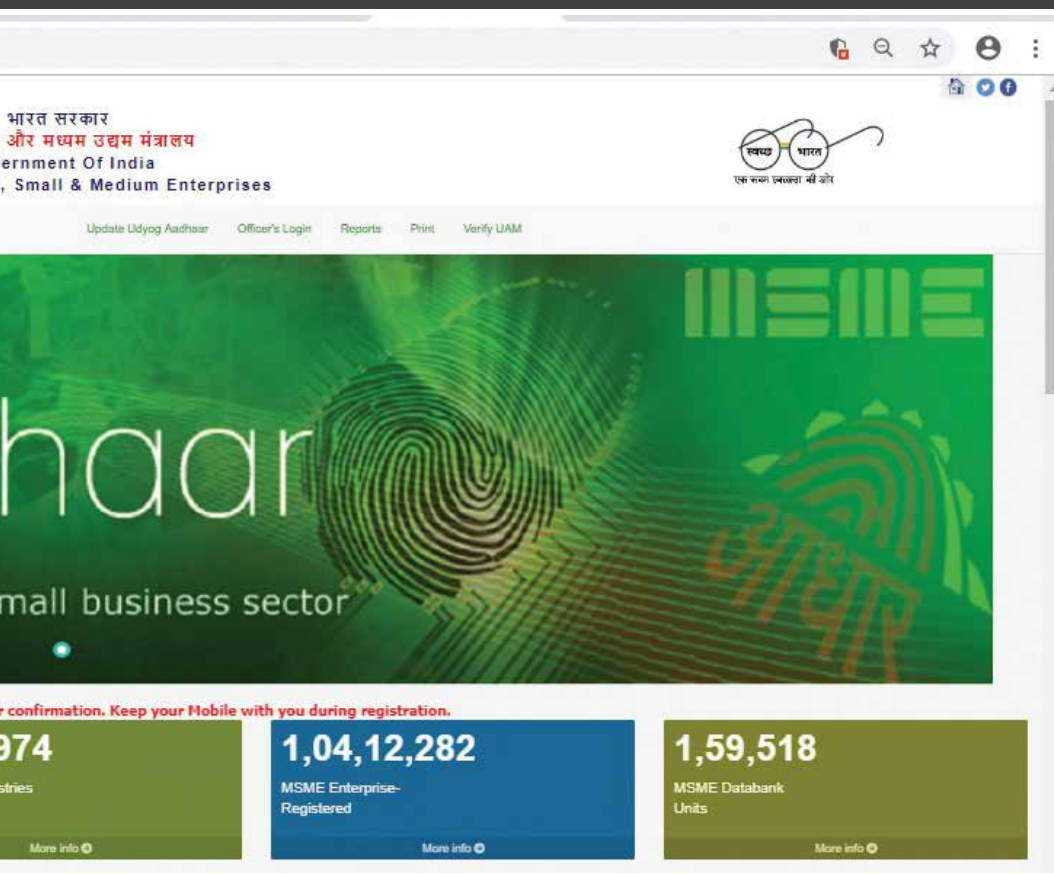 भारत सरकार
और मध्यम उद्यम मंत्रालय
ernment Of India
, Small & Medium Enterprises
स्वच्छ भारत
एक कदम स्वच्छता की ओर
Update Udyog Aadhaar Officer's Login Reports Print Verify UAM
MSME
haar
mall business sector
आधार
r confirmation. Keep your Mobile with you during registration.
974
stries
More info
1,04,12,282
MSME Enterprise-
Registered
More info
1,59,518
MSME Databank
Units
More info